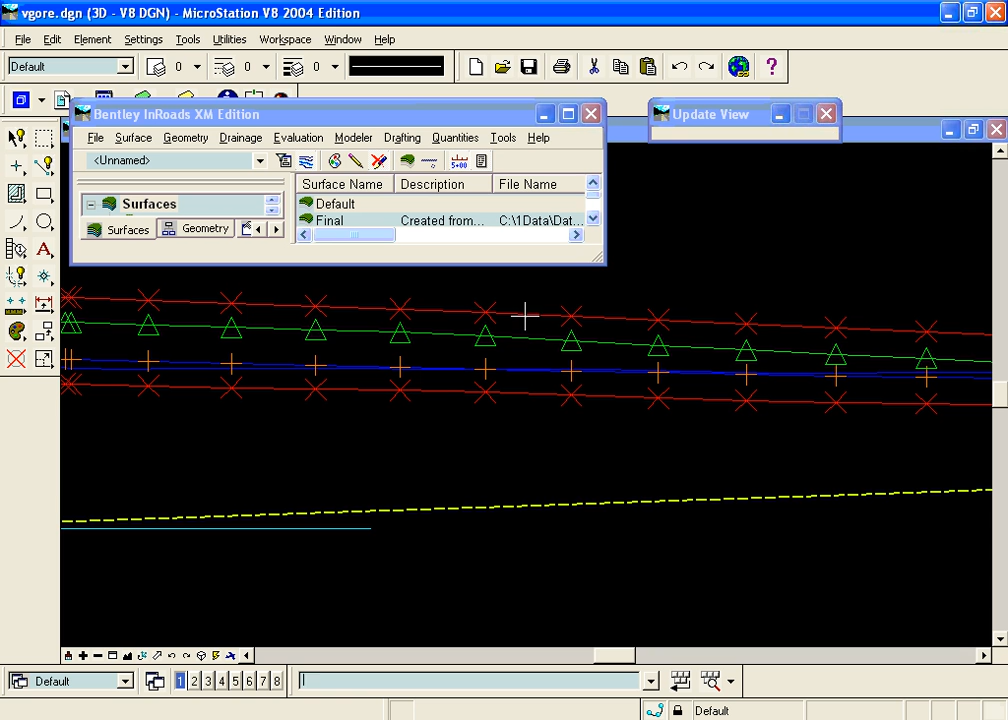 vgore.dgn (3D - V8 DGN) - MicroStation V8 2004 Edition
File Edit Element Settings Tools Utilities Workspace Window Help
Default 0 0 0
Bentley InRoads XM Edition
Update View
File Surface Geometry Drainage Evaluation Modeler Drafting Quantities Tools Help
<Unnamed>
5+00
Surface Name Description File Name
Surfaces
Default
Final Created from... C:\1Data\Dat...
Surfaces Geometry
Default
1 2 3 4 5 6 7 8
Default